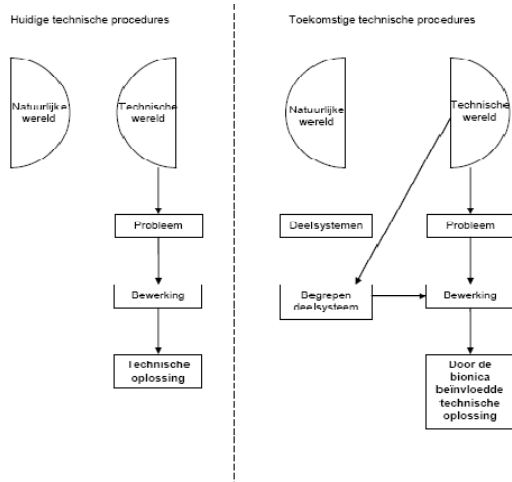 Huidige technische procedures
Natuurlijke
wereld
Technische
wereld
Probleem
Bewerking
Technische
oplossing
Toekomstige technische procedures
Natuurlijke
wereld
Technische
wereld
Deelsystemen
Probleem
Begrepen
deelsysteem
Bewerking
Door de
bionica
beïnvloedde
technische
oplossing